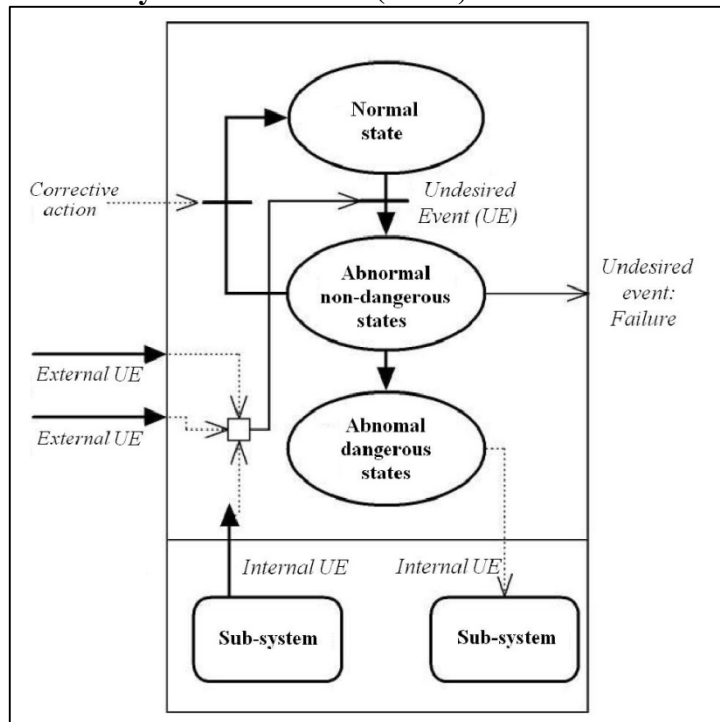 Normal
state
Corrective
action
Undesired
Event (UE)
Abnormal
non-dangerous
states
Undesired
event:
Failure
External UE
External UE
Abnomal
dangerous
states
Internal UE
Internal UE
Sub-system
Sub-system